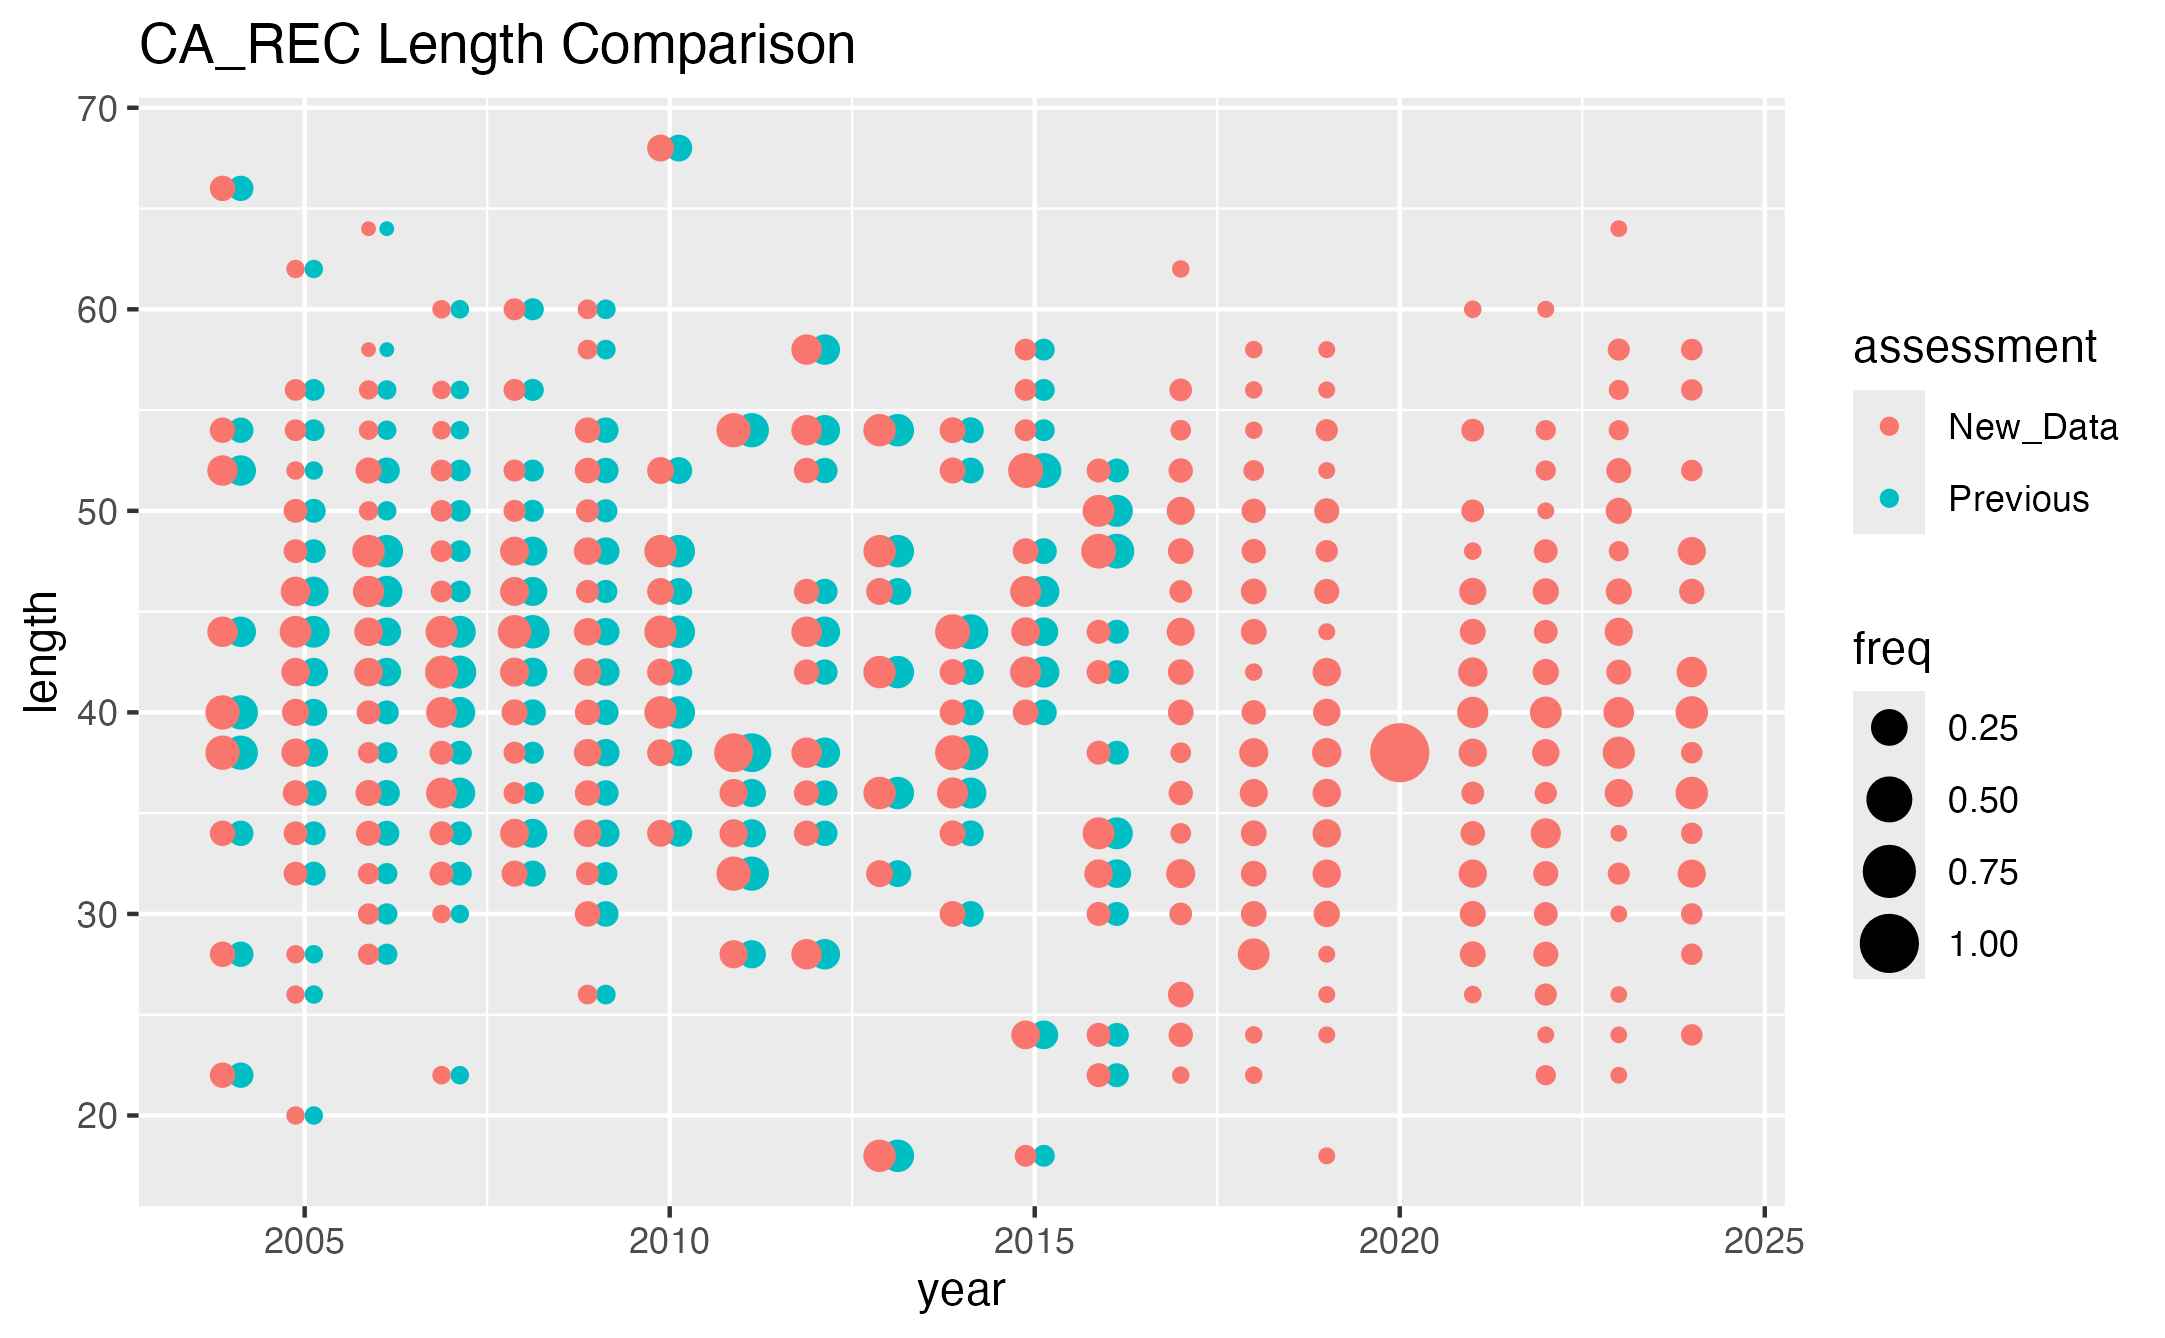 CA_REC Length Comparison
70
60
50
40
30
20
length
2005
2010
2015
2020
2025
year
assessment
New_Data
Previous
freq
0.25
0.50
0.75
1.00